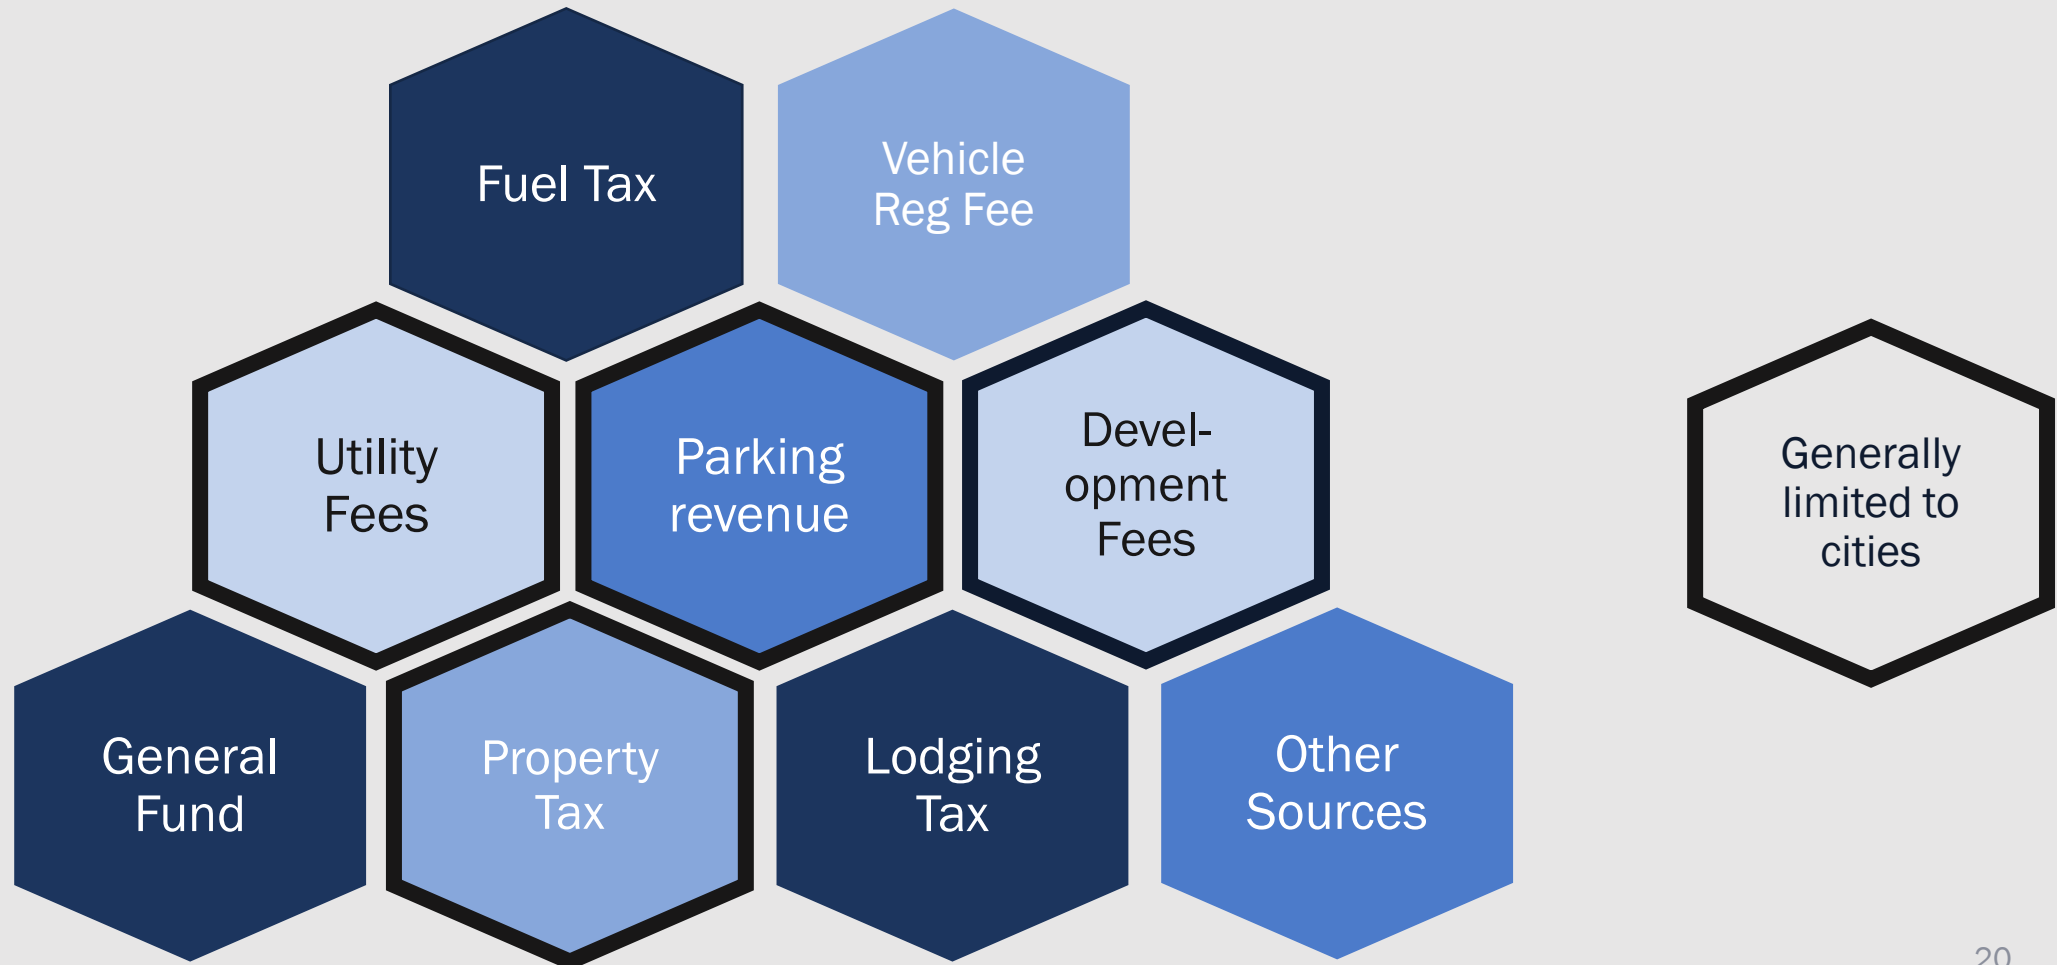 Fuel Tax
Vehicle
Reg Fee
Utility
Fees
Parking
revenue
Devel-
opment
Fees
Generally
limited to
cities
General
Fund
Property
Tax
Lodging
Tax
Other
Sources
20